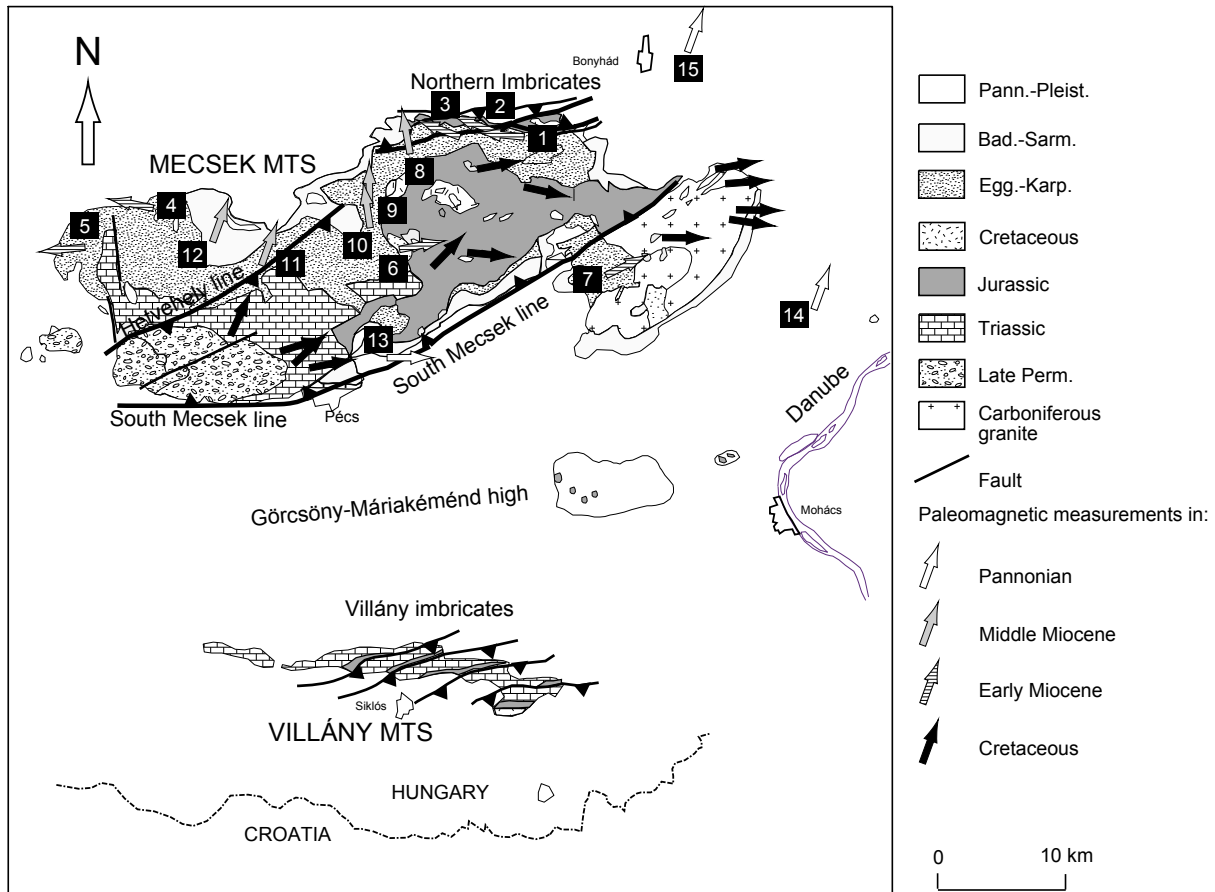 N
Bonyhád
15
Northern Imbricates
3
2
1
MECSEK MTS
8
4
9
5
10
12
11
6
7
Hetvehely line
14
13
South Mecsek line
South Mecsek line
Pécs
Danube
Görcsöny-Máriakéménd high
Mohács
Villány imbricates
Siklós
VILLÁNY MTS
HUNGARY
CROATIA
Pann.-Pleist.
Bad.-Sarm.
Egg.-Karp.
Cretaceous
Jurassic
Triassic
Late Perm.
Carboniferous
granite
Fault
Paleomagnetic measurements in:
Pannonian
Middle Miocene
Early Miocene
Cretaceous
0 10 km